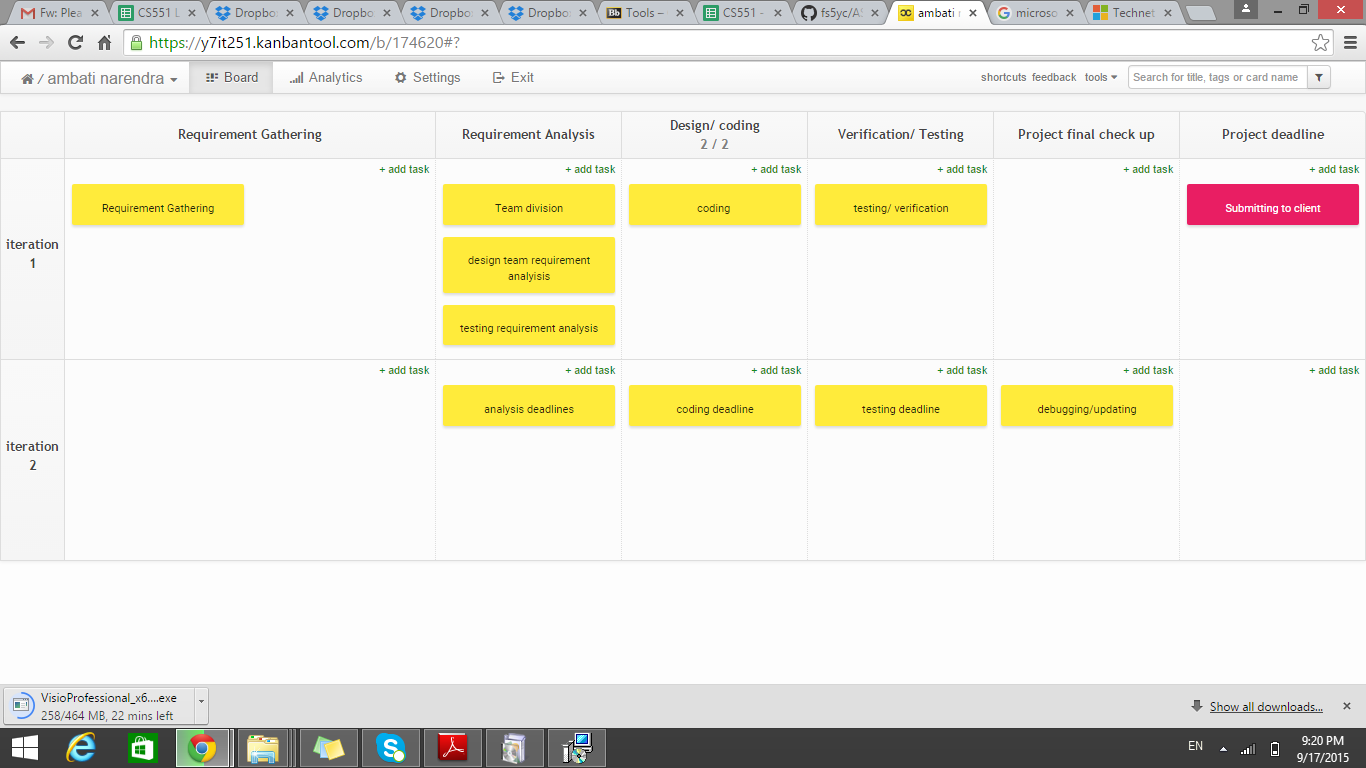 Fw: Plea
CS551 L
Dropbo
Dropbo
Dropbo
Dropbo
Bb Tools –
CS551 -
fs5yc/AS
ambati n
microso
Technet
https://y7it251.kanbantool.com/b/174620#?
/ ambati narendra
Board
Analytics
Settings
Exit
shortcuts feedback tools
Search for title, tags or card name
Requirement Gathering
Requirement Analysis
Design/ coding
2 / 2
Verification/ Testing
Project final check up
Project deadline
iteration
1
+ add task
Requirement Gathering
+ add task
Team division
design team requirement
analyisis
testing requirement analysis
+ add task
coding
+ add task
testing/ verification
+ add task
+ add task
Submitting to client
iteration
2
+ add task
+ add task
analysis deadlines
+ add task
coding deadline
+ add task
testing deadline
+ add task
debugging/updating
+ add task
VisioProfessional_x6....exe
258/464 MB, 22 mins left
Show all downloads...
EN
9:20 PM
9/17/2015